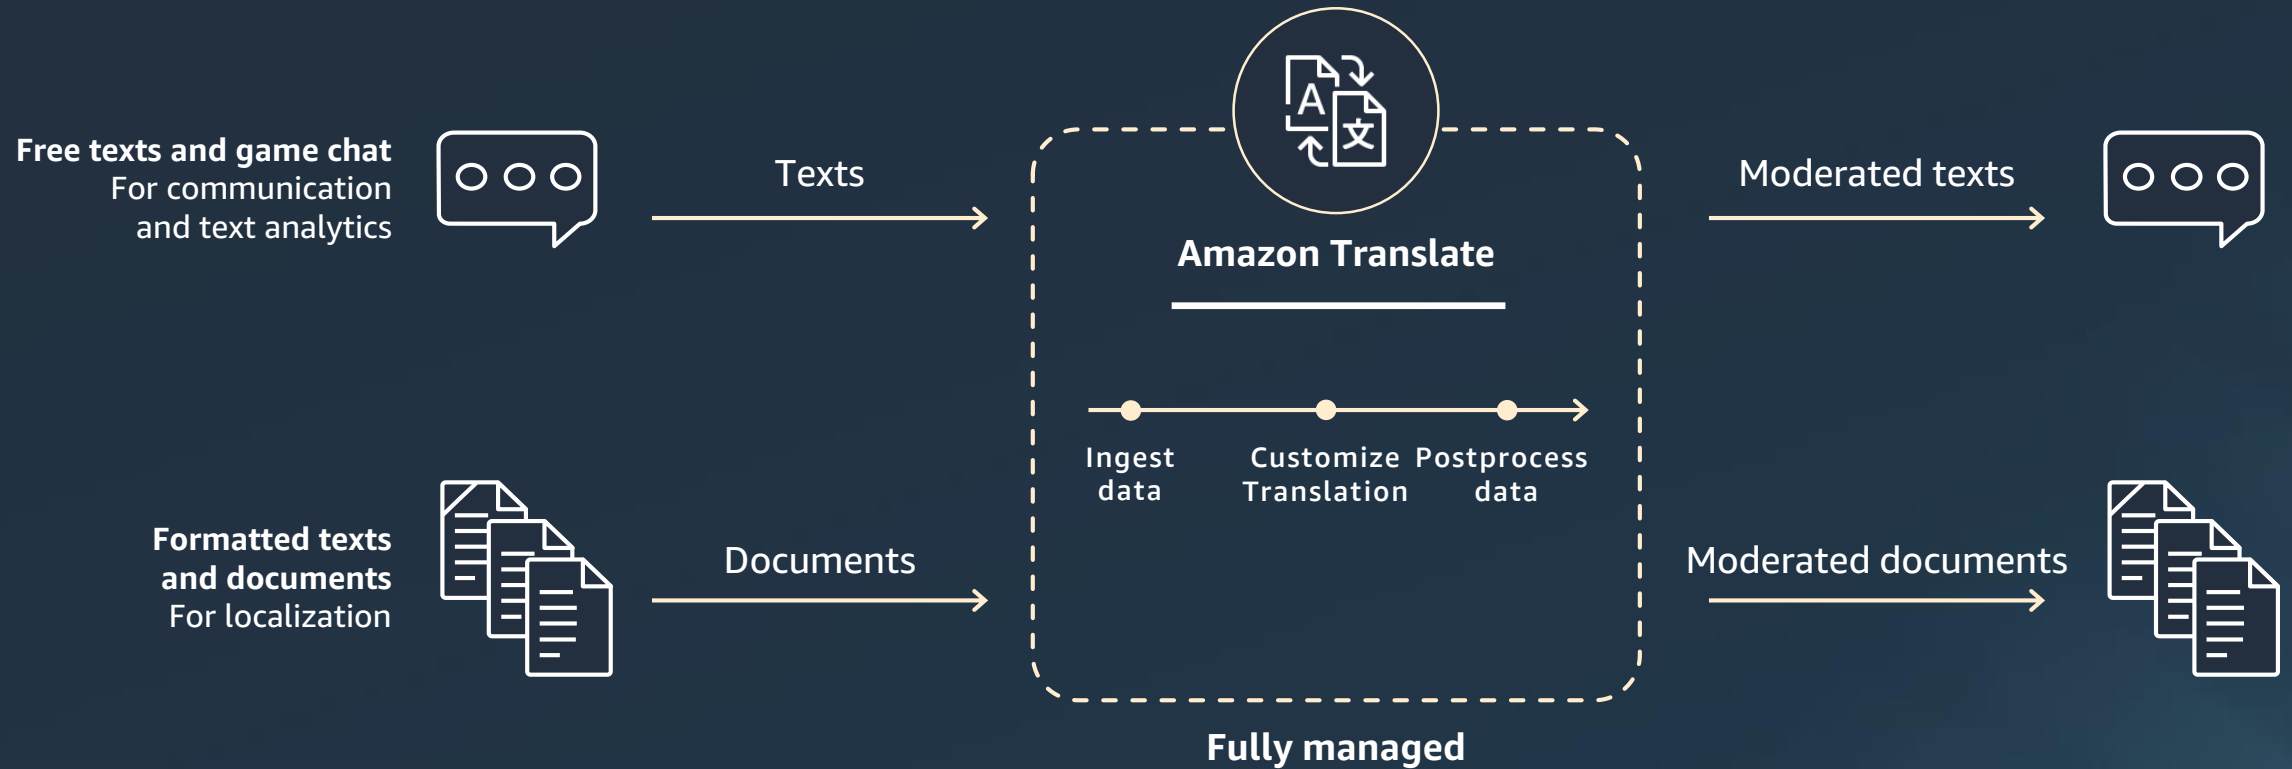 Free texts and game chat
For communication
and text analytics
Texts
A
文
Amazon Translate
Moderated texts
Ingest
data
Customize
Translation
Postprocess
data
Formatted texts
and documents
For localization
Documents
Moderated documents
Fully managed